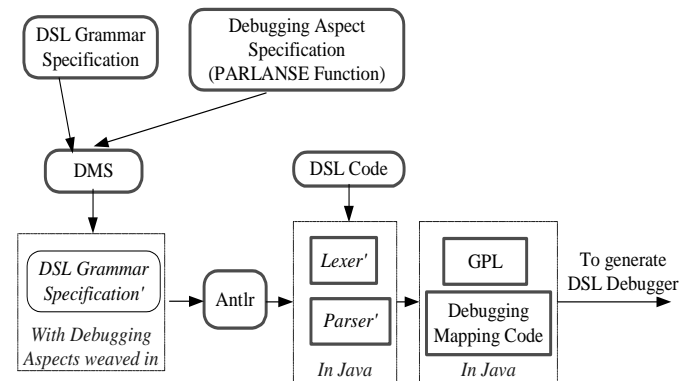 DSL Grammar
Specification
Debugging Aspect
Specification
(PARLANSE Function)
DMS
DSL Code
DSL Grammar
Specification'
With Debugging
Aspects weaved in
Antlr
Lexer'
Parser'
In Java
GPL
Debugging
Mapping Code
In Java
To generate
DSL Debugger